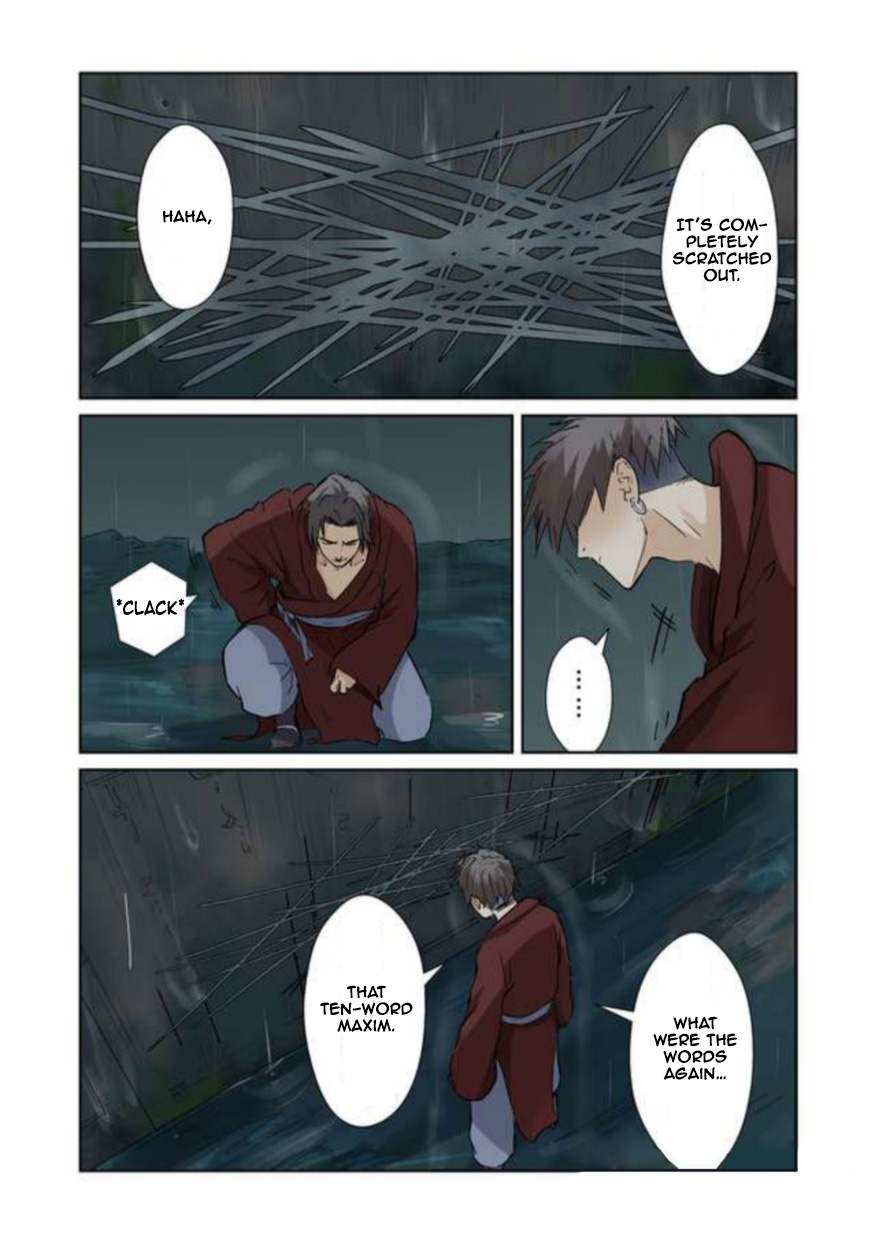 IT'S COM-
PLETELY
SCRATCHED
OUT.
HAHA,
......
*CLACK*
WHAT
WERE THE
WORDS
AGAIN...
THAT
TEN-WORD
MAXIM.